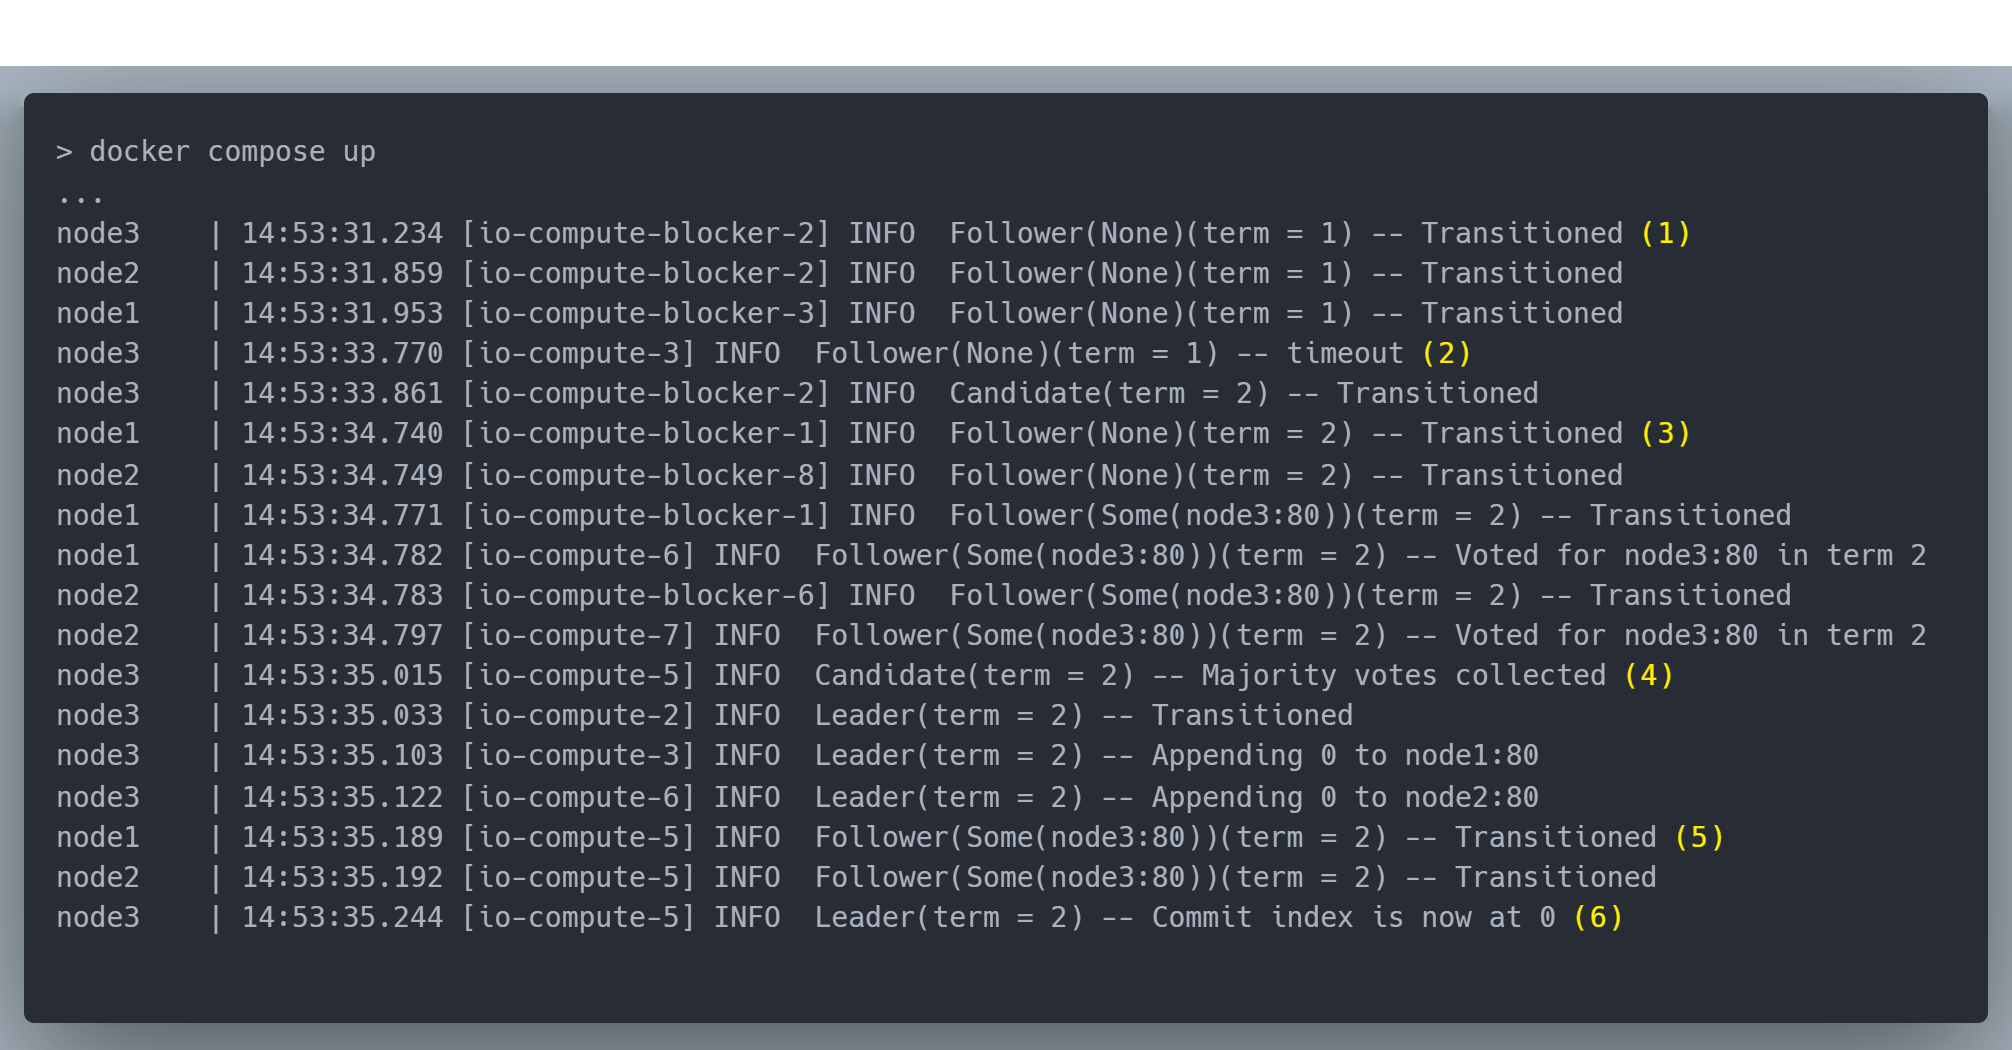 > docker compose up
...
node3    | 14:53:31.234 [io-compute-blocker-2] INFO  Follower(None)(term = 1) -- Transitioned (1)
node2    | 14:53:31.859 [io-compute-blocker-2] INFO  Follower(None)(term = 1) -- Transitioned
node1    | 14:53:31.953 [io-compute-blocker-3] INFO  Follower(None)(term = 1) -- Transitioned
node3    | 14:53:33.770 [io-compute-3] INFO  Follower(None)(term = 1) -- timeout (2)
node3    | 14:53:33.861 [io-compute-blocker-2] INFO  Candidate(term = 2) -- Transitioned
node1    | 14:53:34.740 [io-compute-blocker-1] INFO  Follower(None)(term = 2) -- Transitioned (3)
node2    | 14:53:34.749 [io-compute-blocker-8] INFO  Follower(None)(term = 2) -- Transitioned
node1    | 14:53:34.771 [io-compute-blocker-1] INFO  Follower(Some(node3:80))(term = 2) -- Transitioned
node1    | 14:53:34.782 [io-compute-6] INFO  Follower(Some(node3:80))(term = 2) -- Voted for node3:80 in term 2
node2    | 14:53:34.783 [io-compute-blocker-6] INFO  Follower(Some(node3:80))(term = 2) -- Transitioned
node2    | 14:53:34.797 [io-compute-7] INFO  Follower(Some(node3:80))(term = 2) -- Voted for node3:80 in term 2
node3    | 14:53:35.015 [io-compute-5] INFO  Candidate(term = 2) -- Majority votes collected (4)
node3    | 14:53:35.033 [io-compute-2] INFO  Leader(term = 2) -- Transitioned
node3    | 14:53:35.103 [io-compute-3] INFO  Leader(term = 2) -- Appending 0 to node1:80
node3    | 14:53:35.122 [io-compute-6] INFO  Leader(term = 2) -- Appending 0 to node2:80
node1    | 14:53:35.189 [io-compute-5] INFO  Follower(Some(node3:80))(term = 2) -- Transitioned (5)
node2    | 14:53:35.192 [io-compute-5] INFO  Follower(Some(node3:80))(term = 2) -- Transitioned
node3    | 14:53:35.244 [io-compute-5] INFO  Leader(term = 2) -- Commit index is now at 0 (6)